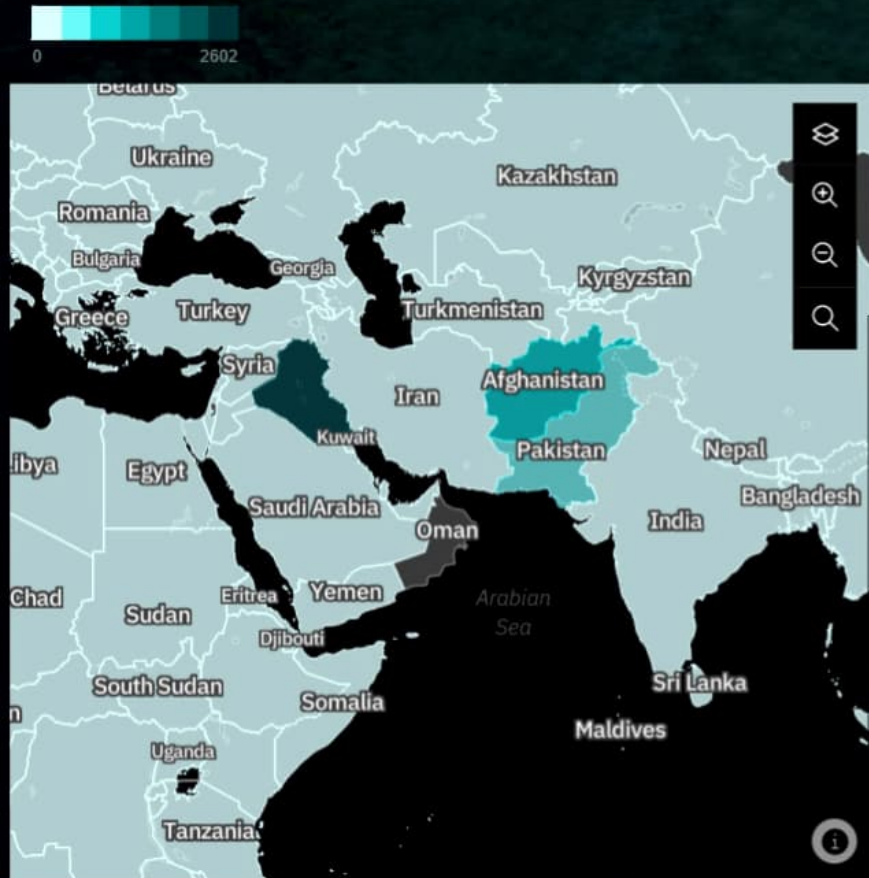 0 2602
Belarus
Ukraine
Kazakhstan
Romania
Bulgaria
Georgia
Kyrgyzstan
Greece
Turkey
Turkmenistan
Syria
Iran
Afghanistan
Kuwait
Pakistan
Nepal
ibya
Egypt
Bangladesh
Saudi Arabia
India
Oman
Chad
Eritrea
Yemen
Arabian
Sea
Sudan
Djibouti
South Sudan
Sri Lanka
Somalia
n
Maldives
Uganda
Tanzania
i